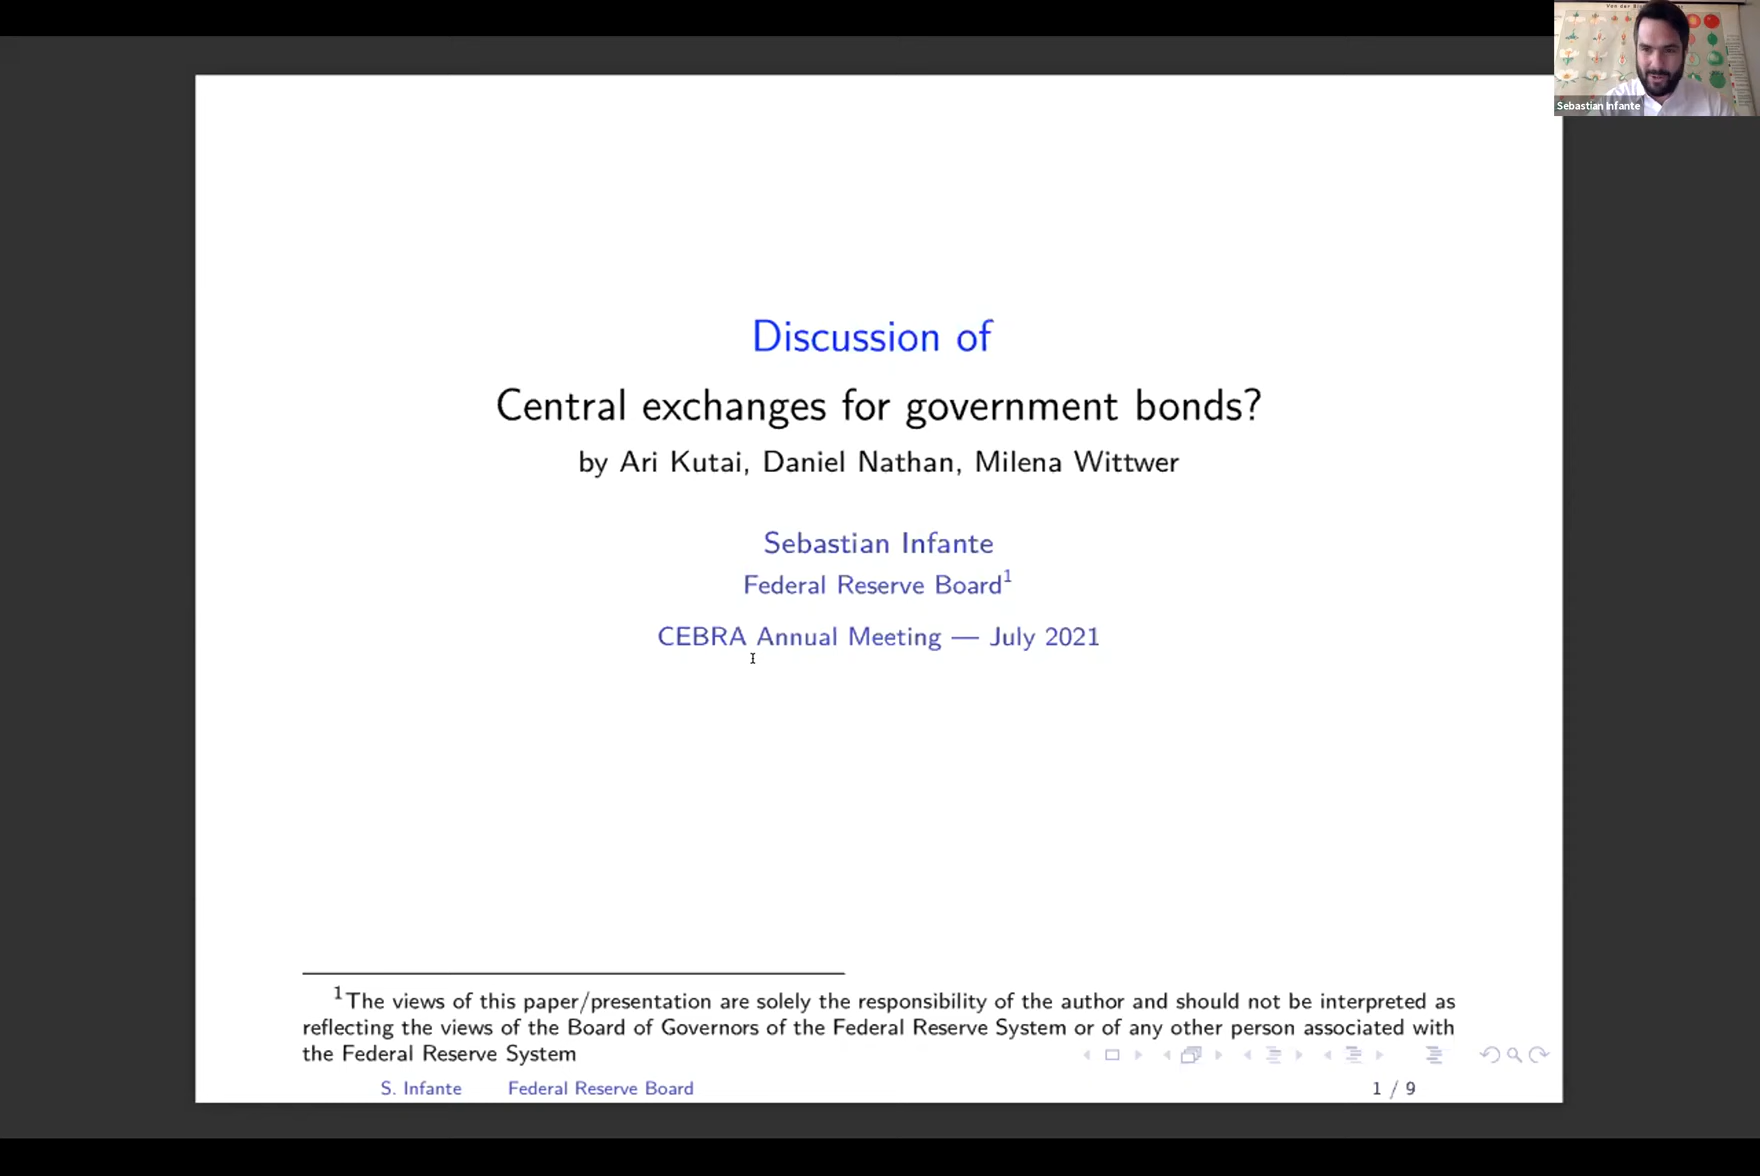 Sebastian Infante
Discussion of
Central exchanges for government bonds?
by Ari Kutai, Daniel Nathan, Milena Wittwer
Sebastian Infante
Federal Reserve Board¹
CEBRA Annual Meeting — July 2021
¹The views of this paper/presentation are solely the responsibility of the author and should not be interpreted as
reflecting the views of the Board of Governors of the Federal Reserve System or of any other person associated with
the Federal Reserve System
S. Infante Federal Reserve Board 1 / 9